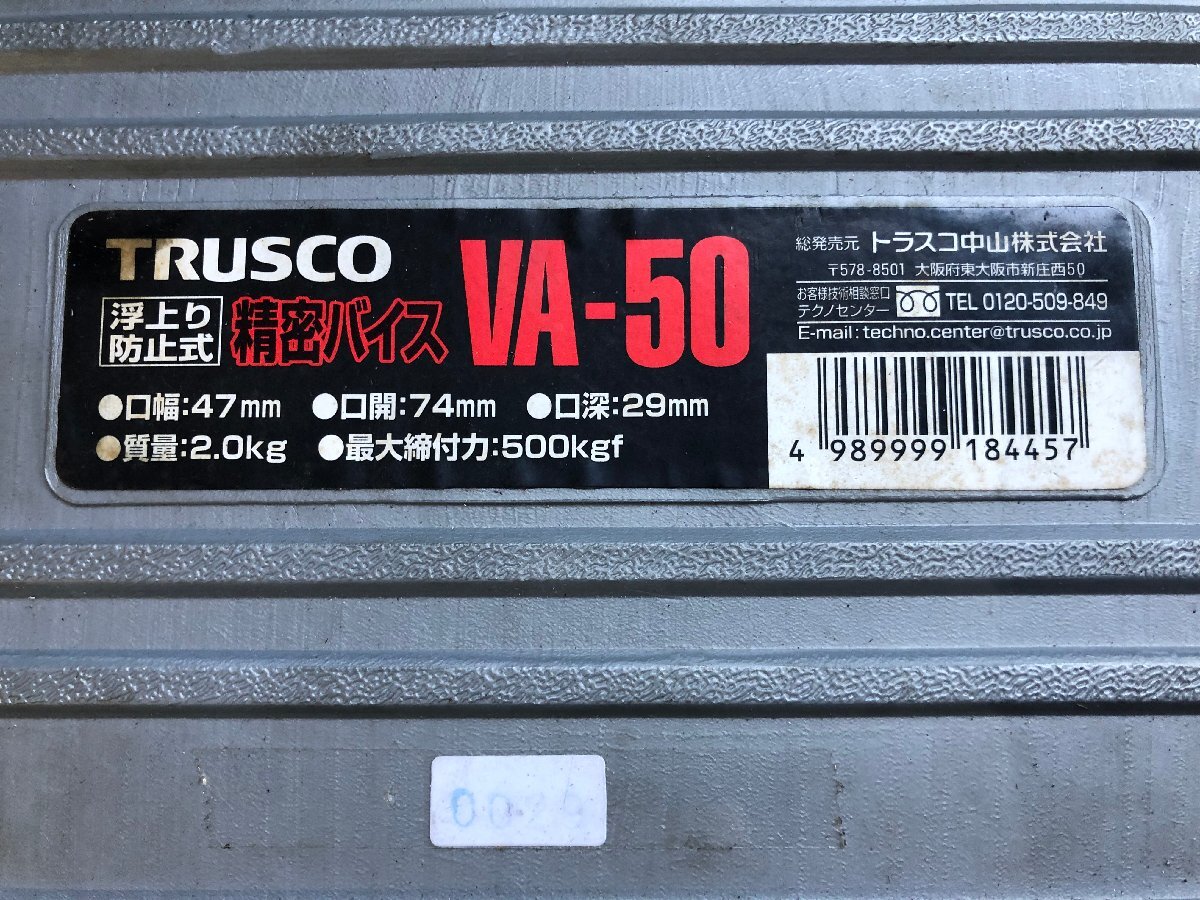 TRUSCO
浮上り
防止式
精密バイス
VA-50
●口幅:47mm ●口開:74mm ●口深:29mm
●質量:2.0kg ●最大締付力:500kgf
総発売元 トラスコ中山株式会社
〒578-8501 大阪府東大阪市新庄西50
お客様技術相談窓口
テクノセンター TEL 0120-509-849
E-mail:techno.center@trusco.co.jp
4 989999 184457